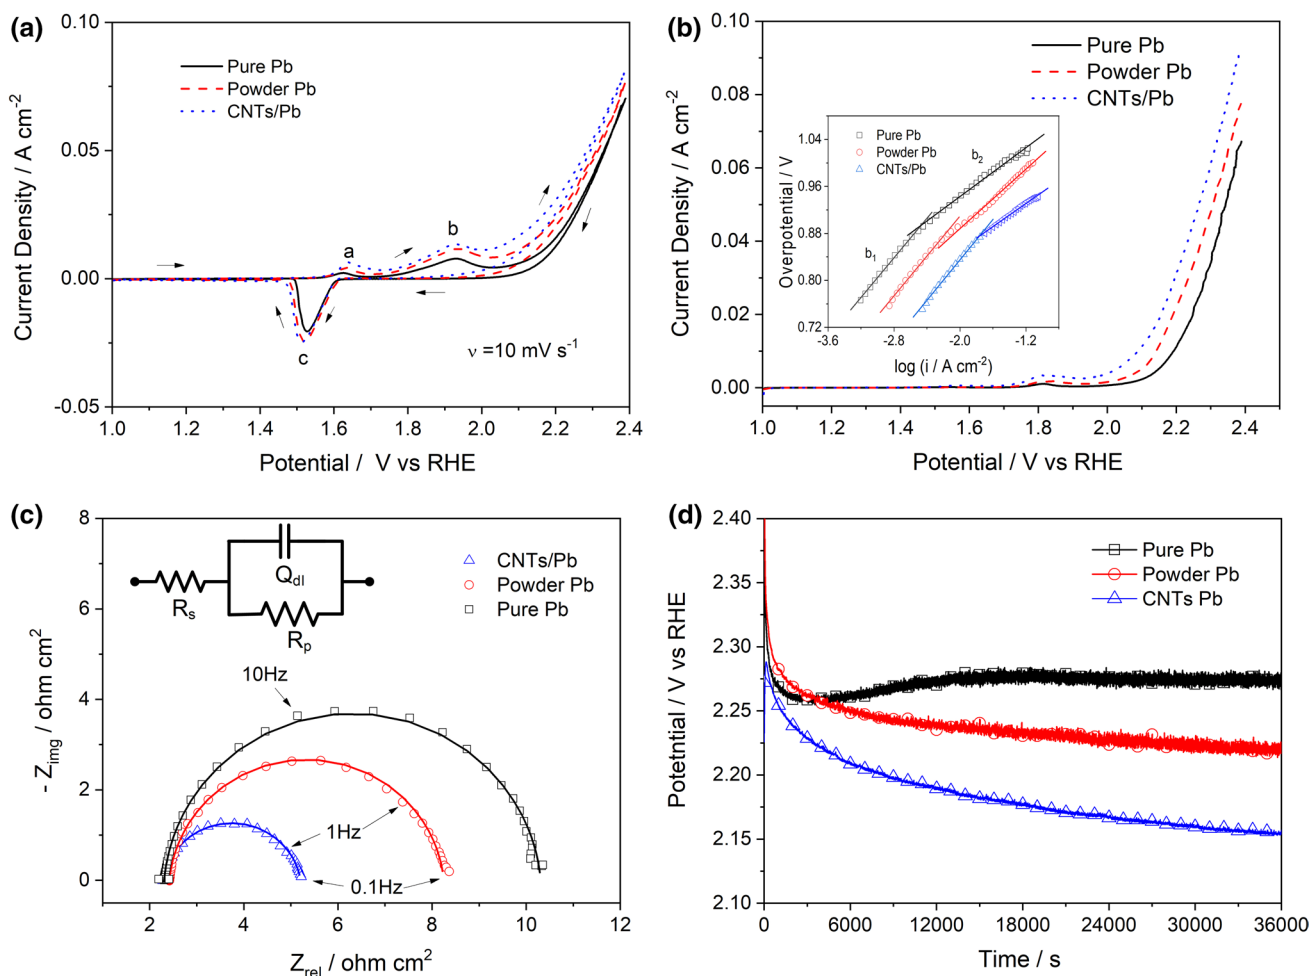 (a)
0.10
0.05
0.00
-0.05
Current Density / A cm-2
Pure Pb
Powder Pb
CNTs/Pb
a
b
c
ν =10 mV s-1
1.0 1.2 1.4 1.6 1.8 2.0 2.2 2.4
Potential / V vs RHE
(b)
0.10
0.08
0.06
0.04
0.02
0.00
Current Density / A cm-2
Pure Pb
Powder Pb
CNTs/Pb
1.04
0.96
0.88
0.80
0.72
Overpotential / V
Pure Pb
Powder Pb
CNTs/Pb
b2
b1
-3.6 -2.8 -2.0 -1.2
log (i / A cm-2)
1.0 1.2 1.4 1.6 1.8 2.0 2.2 2.4 2.6
Potential / V vs RHE
(c)
8
6
4
2
0
- Zimg / ohm cm2
Qdl
Rs
Rp
CNTs/Pb
Powder Pb
Pure Pb
10Hz
1Hz
0.1Hz
2 4 6 8 10 12
Zrel / ohm cm2
(d)
2.40
2.35
2.30
2.25
2.20
2.15
2.10
Potetnial / V vs RHE
Pure Pb
Powder Pb
CNTs Pb
0 6000 12000 18000 24000 30000 36000
Time / s